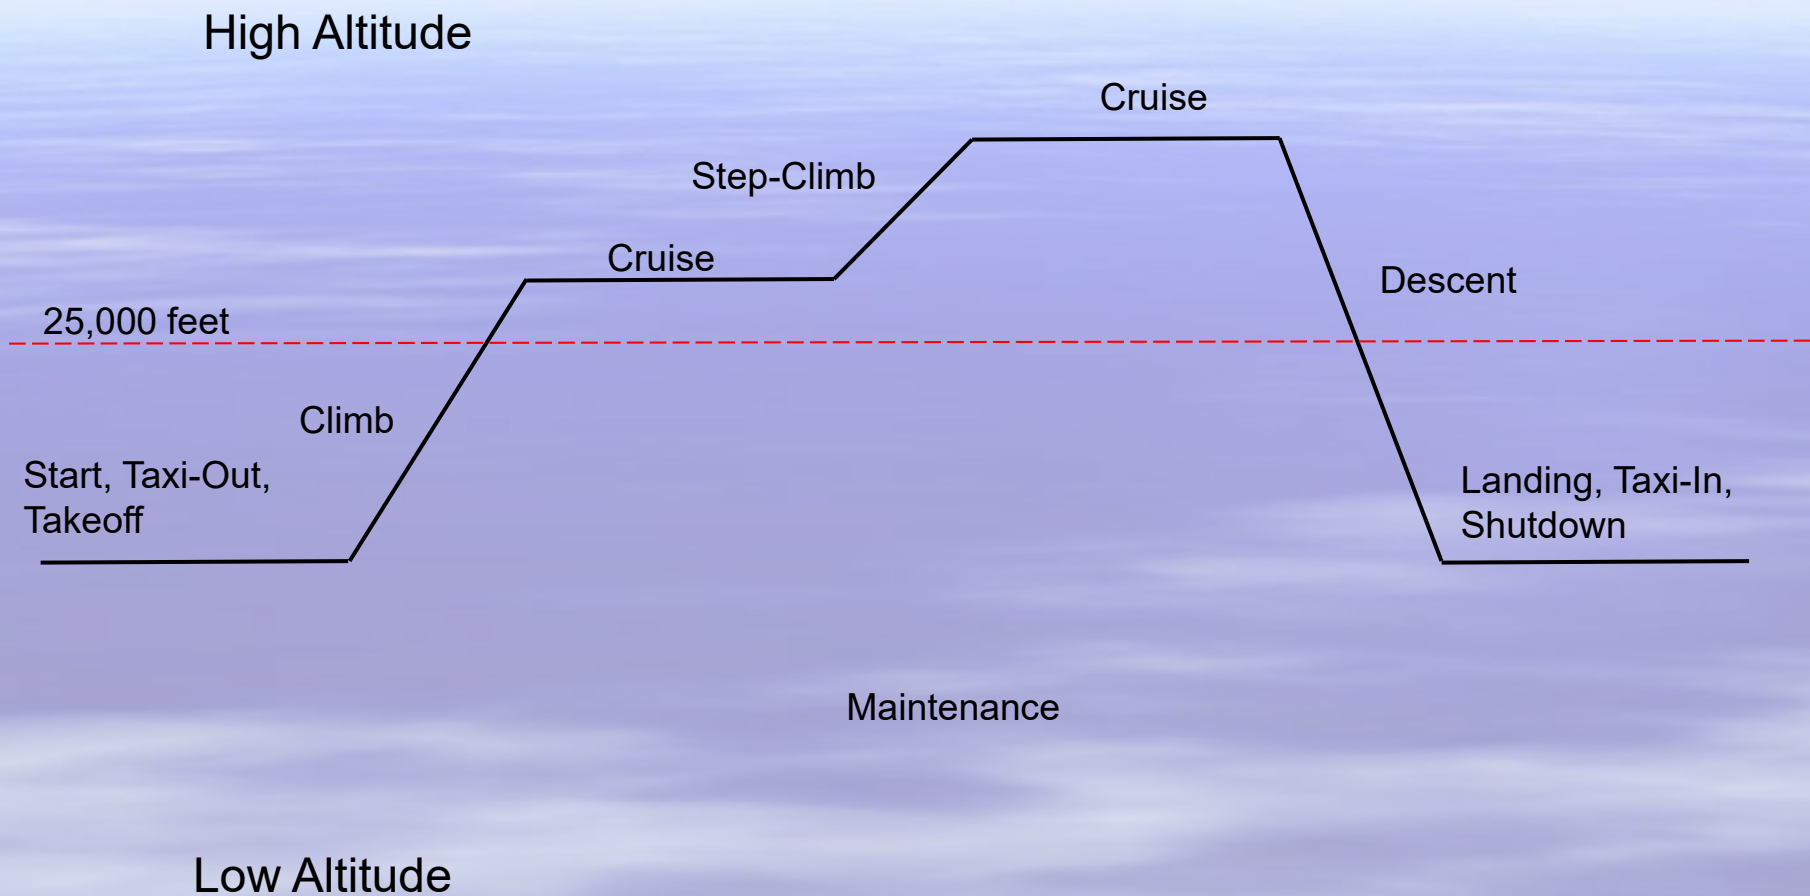 High Altitude
Cruise
Step-Climb
Cruise
Descent
25,000 feet
Climb
Start, Taxi-Out,
Takeoff
Landing, Taxi-In,
Shutdown
Maintenance
Low Altitude